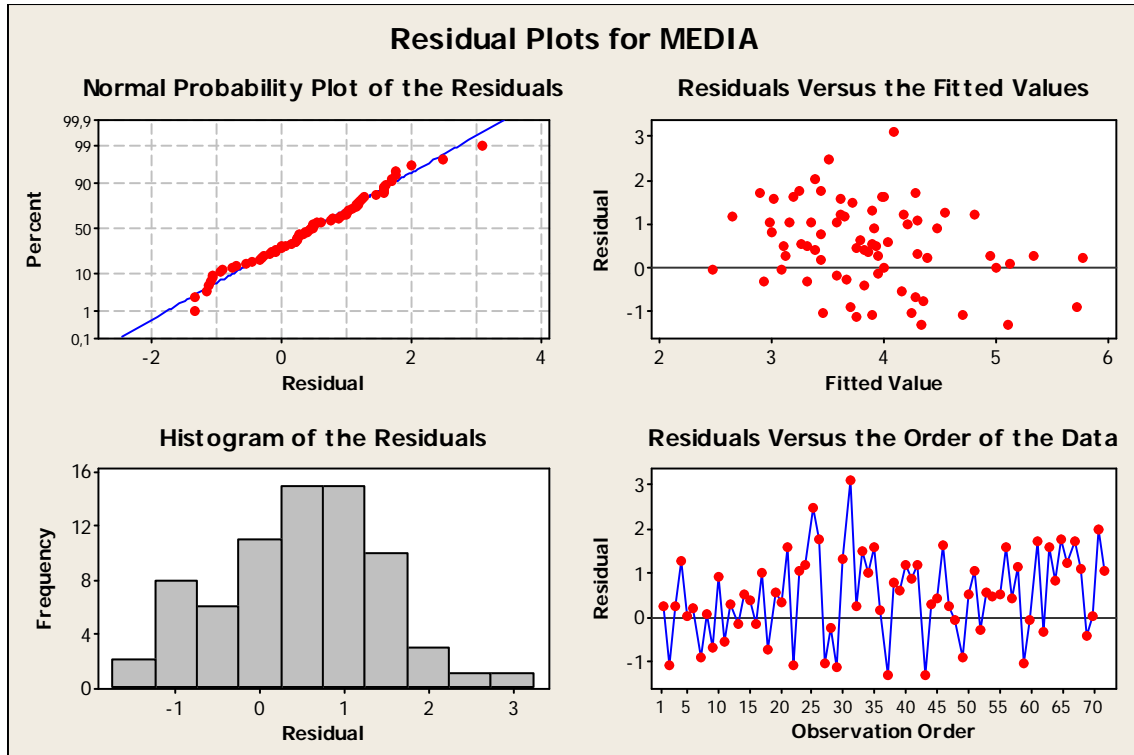 Residual Plots for MEDIA
Normal Probability Plot of the Residuals
99,9
99
90
50
10
1
0,1
Percent
-2 0 2 4
Residual
Residuals Versus the Fitted Values
3
2
1
0
-1
Residual
2 3 4 5 6
Fitted Value
Histogram of the Residuals
16
12
8
4
0
Frequency
-1 0 1 2 3
Residual
Residuals Versus the Order of the Data
3
2
1
0
-1
Residual
1 5 10 15 20 25 30 35 40 45 50 55 60 65 70
Observation Order